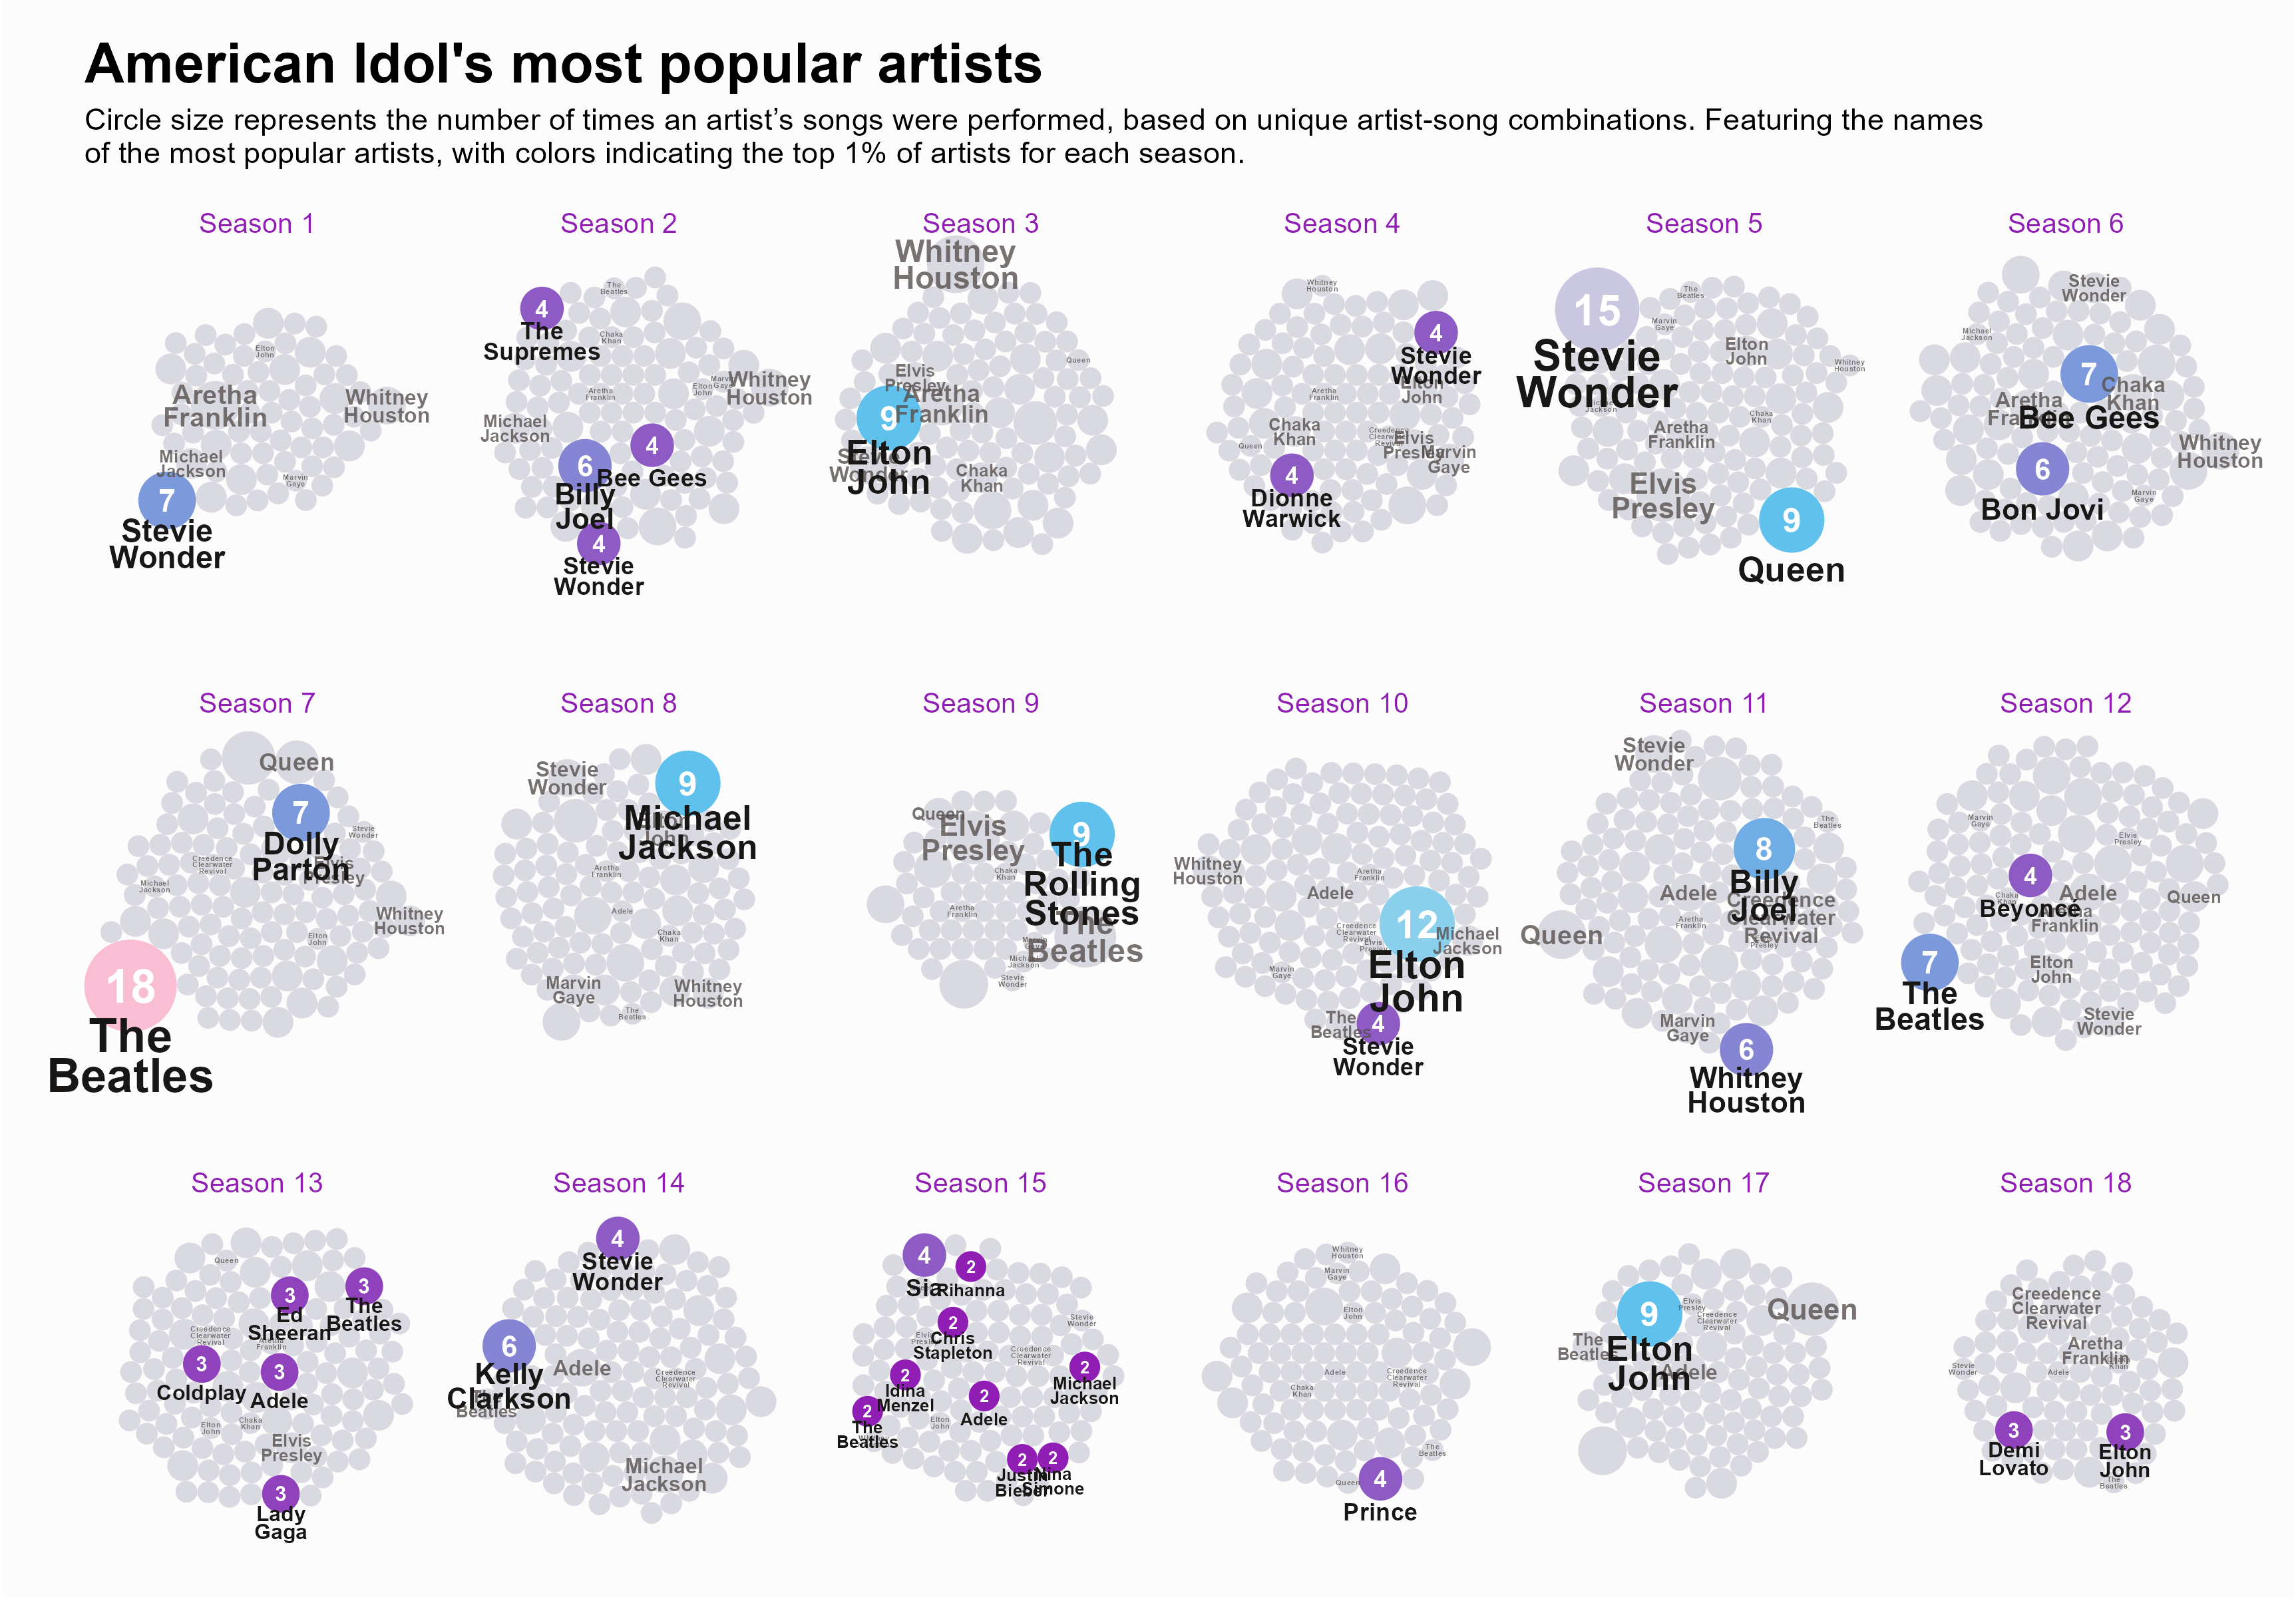 American Idol's most popular artists
Circle size represents the number of times an artist’s songs were performed, based on unique artist-song combinations. Featuring the names
of the most popular artists, with colors indicating the top 1% of artists for each season.
Season 1
Elton
John
Aretha
Franklin
Whitney
Houston
Michael
Jackson
Marvin
Gaye
7
Stevie
Wonder
Season 2
The
Beatles
4
The
Supremes
Chaka
Khan
Aretha
Franklin
Elton
John
Marvin
Gaye
Whitney
Houston
Michael
Jackson
4
Bee Gees
6
Billy
Joel
4
Stevie
Wonder
Season 3
Whitney
Houston
Queen
Elvis
Presley
Aretha
Franklin
9
Elton
John
Stevie
Wonder
Chaka
Khan
Season 4
Whitney
Houston
4
Stevie
Wonder
Elton
John
Aretha
Franklin
Chaka
Khan
Queen
Creedence
Clearwater
Revival
Elvis
Presley
Marvin
Gaye
4
Dionne
Warwick
Season 5
15
Stevie
Wonder
The
Beatles
Marvin
Gaye
Elton
John
Whitney
Houston
Jackson
Chaka
Khan
Aretha
Franklin
Elvis
Presley
9
Queen
Season 6
Stevie
Wonder
Michael
Jackson
7
Bee Gees
Chaka
Khan
Aretha
Franklin
Whitney
Houston
6
Bon Jovi
Marvin
Gaye
Season 7
Queen
7
Dolly
Parton
Stevie
Wonder
Elvis
Presley
Creedence
Clearwater
Revival
Michael
Jackson
Whitney
Houston
Elton
John
18
The
Beatles
Season 8
Stevie
Wonder
9
Michael
Jackson
Elton
John
Aretha
Franklin
Adele
Chaka
Khan
Marvin
Gaye
Whitney
Houston
The
Beatles
Season 9
Queen
Elvis
Presley
9
The
Rolling
Stones
Chaka
Khan
Aretha
Franklin
The
Beatles
Marvin
Michael
Jackson
Stevie
Wonder
Season 10
Whitney
Houston
Aretha
Franklin
Adele
12
Elton
John
Creedence
Clearwater
Revival
Elvis
Presley
Michael
Jackson
Marvin
Gaye
The
Beatles
4
Stevie
Wonder
Season 11
Stevie
Wonder
The
Beatles
8
Billy
Joel
Adele
Creedence
Clearwater
Revival
Aretha
Franklin
Presley
Queen
Marvin
Gaye
6
Whitney
Houston
Season 12
Marvin
Gaye
Elvis
Presley
4
Beyoncé
Chaka
Khan
Adele
Aretha
Franklin
Queen
7
The
Beatles
Elton
John
Stevie
Wonder
Season 13
Queen
3
Ed
Sheeran
3
The
Beatles
Creedence
Clearwater
Revival
Aretha
Franklin
3
Coldplay
3
Adele
Elton
John
Chaka
Khan
Elvis
Presley
3
Lady
Gaga
Season 14
4
Stevie
Wonder
6
Kelly
Clarkson
The
Beatles
Adele
Creedence
Clearwater
Revival
Michael
Jackson
Season 15
4
Sia
2
Rihanna
2
Chris
Stapleton
Elvis
Presley
Stevie
Wonder
Creedence
Clearwater
Revival
2
Idina
Menzel
2
Michael
Jackson
2
Adele
2
The
Beatles
Elton
John
2
Justin
Bieber
2
Nina
Simone
Season 16
Whitney
Houston
Marvin
Gaye
Elton
John
Adele
Creedence
Clearwater
Revival
Chaka
Khan
The
Beatles
Queen
4
Prince
Season 17
9
Elton
John
Elvis
Presley
Creedence
Clearwater
Revival
Queen
The
Beatles
Adele
Season 18
Creedence
Clearwater
Revival
Aretha
Franklin
Chaka
Khan
Stevie
Wonder
Adele
3
Demi
Lovato
3
Elton
John
The
Beatles